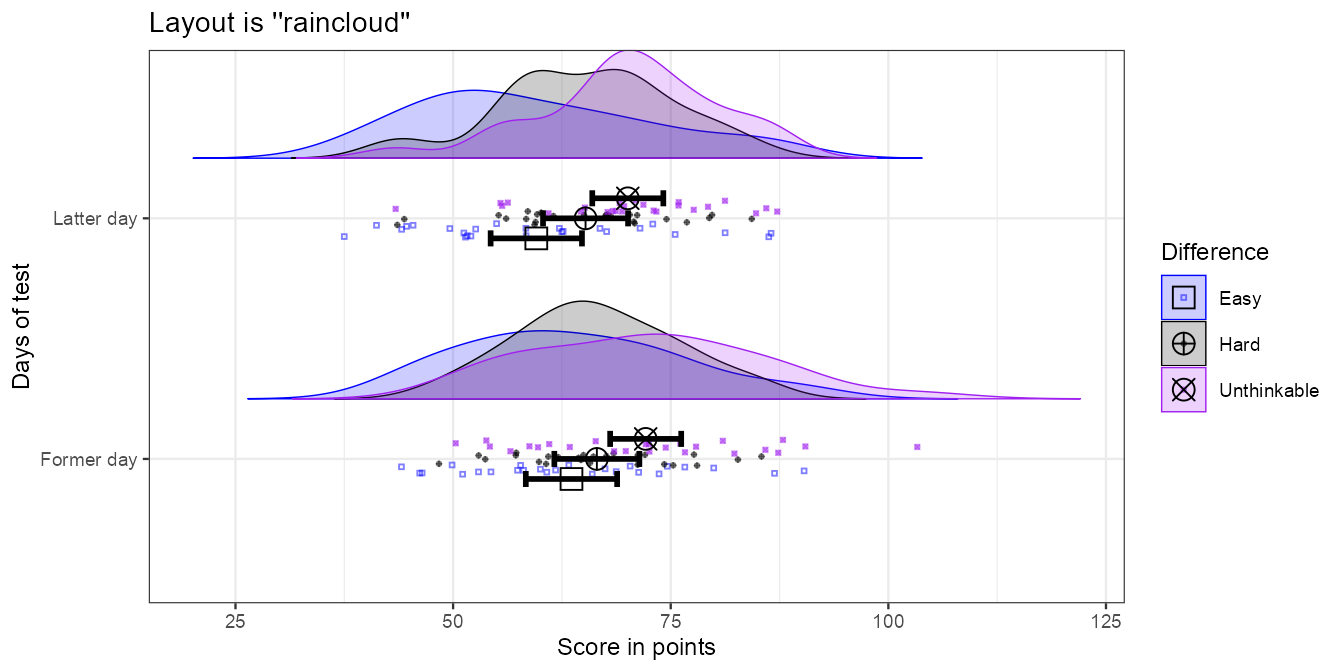 Layout is "raincloud"
Days of test
Latter day
Former day
25 50 75 100 125
Score in points
Difference
Easy
Hard
Unthinkable